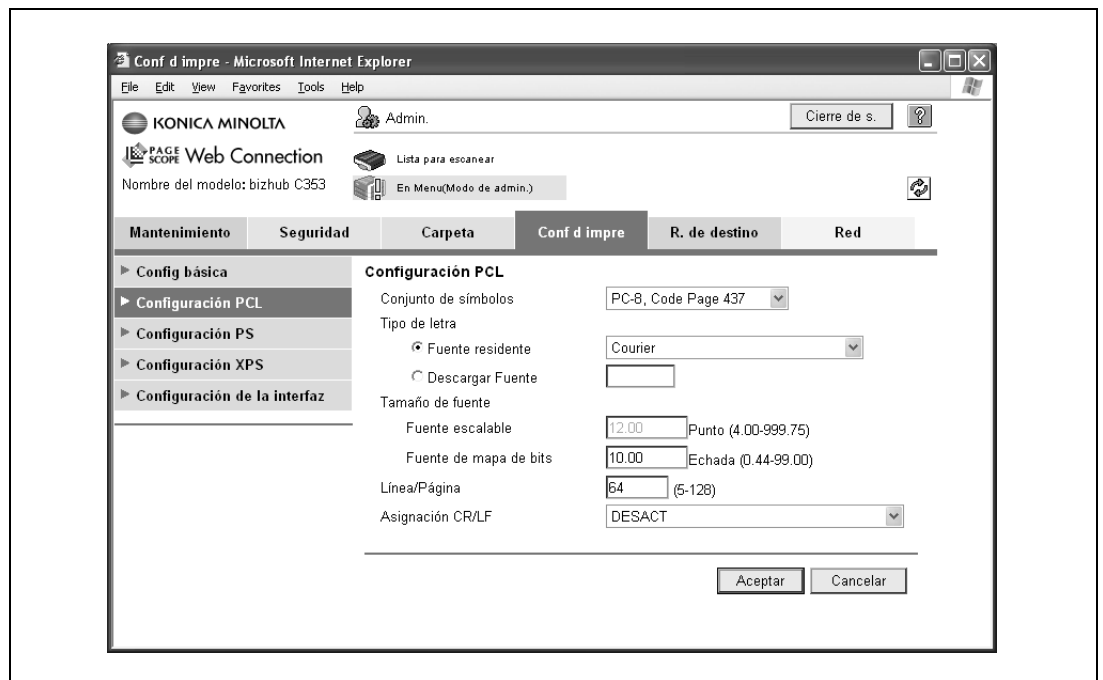 Conf d impre - Microsoft Internet Explorer
File Edit View Favorites Tools Help
KONICA MINOLTA
Admin.
Cierre de s.
?
PAGE SCOPE Web Connection
Lista para escanear
Nombre del modelo: bizhub C353
En Menu(Modo de admin.)
Mantenimiento Seguridad Carpeta Conf d impre R. de destino Red
Config básica
Configuración PCL
Configuración PS
Configuración XPS
Configuración de la interfaz
Configuración PCL
Conjunto de símbolos PC-8, Code Page 437
Tipo de letra
Fuente residente Courier
Descargar Fuente
Tamaño de fuente
Fuente escalable 12.00 Punto (4.00-999.75)
Fuente de mapa de bits 10.00 Echada (0.44-99.00)
Línea/Página 64 (5-128)
Asignación CR/LF DESACT
Aceptar Cancelar